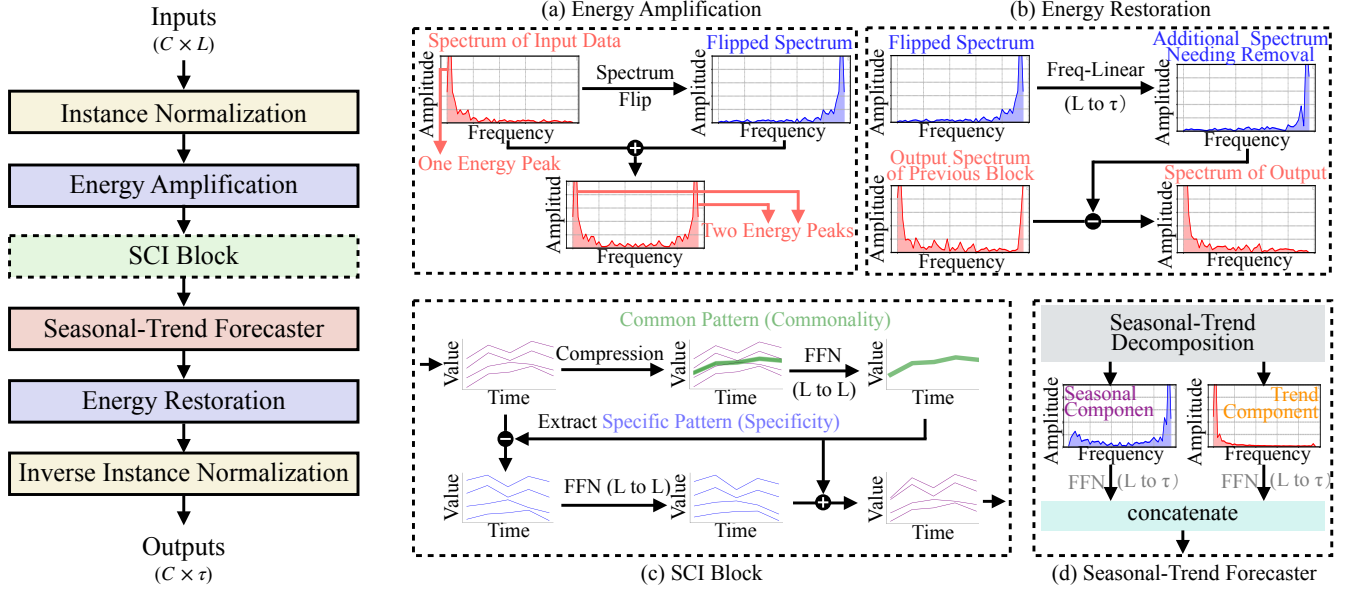 Inputs
(C × L)
Instance Normalization
Energy Amplification
SCI Block
Seasonal-Trend Forecaster
Energy Restoration
Inverse Instance Normalization
Outputs
(C × τ)
(a) Energy Amplification
Spectrum of Input Data
Amplitude
Frequency
Spectrum
Flip
Flipped Spectrum
Amplitude
Frequency
One Energy Peak
Amplitud
Frequency
Two Energy Peaks
(b) Energy Restoration
Flipped Spectrum
Amplitude
Frequency
Freq-Linear
(L to τ)
Additional Spectrum
Needing Removal
Amplitude
Frequency
Output Spectrum
of Previous Block
Amplitude
Frequency
Spectrum of Output
Amplitude
Frequency
Common Pattern (Commonality)
Value
Time
Compression
Value
Time
FFN
(L to L)
Value
Time
Extract Specific Pattern (Specificity)
Value
Time
FFN (L to L)
Value
Time
Value
Time
(c) SCI Block
Seasonal-Trend
Decomposition
Seasonal
Componen
Amplitude
Frequency
Trend
Component
Amplitude
Frequency
FFN (L to τ)
FFN (L to τ)
concatenate
(d) Seasonal-Trend Forecaster